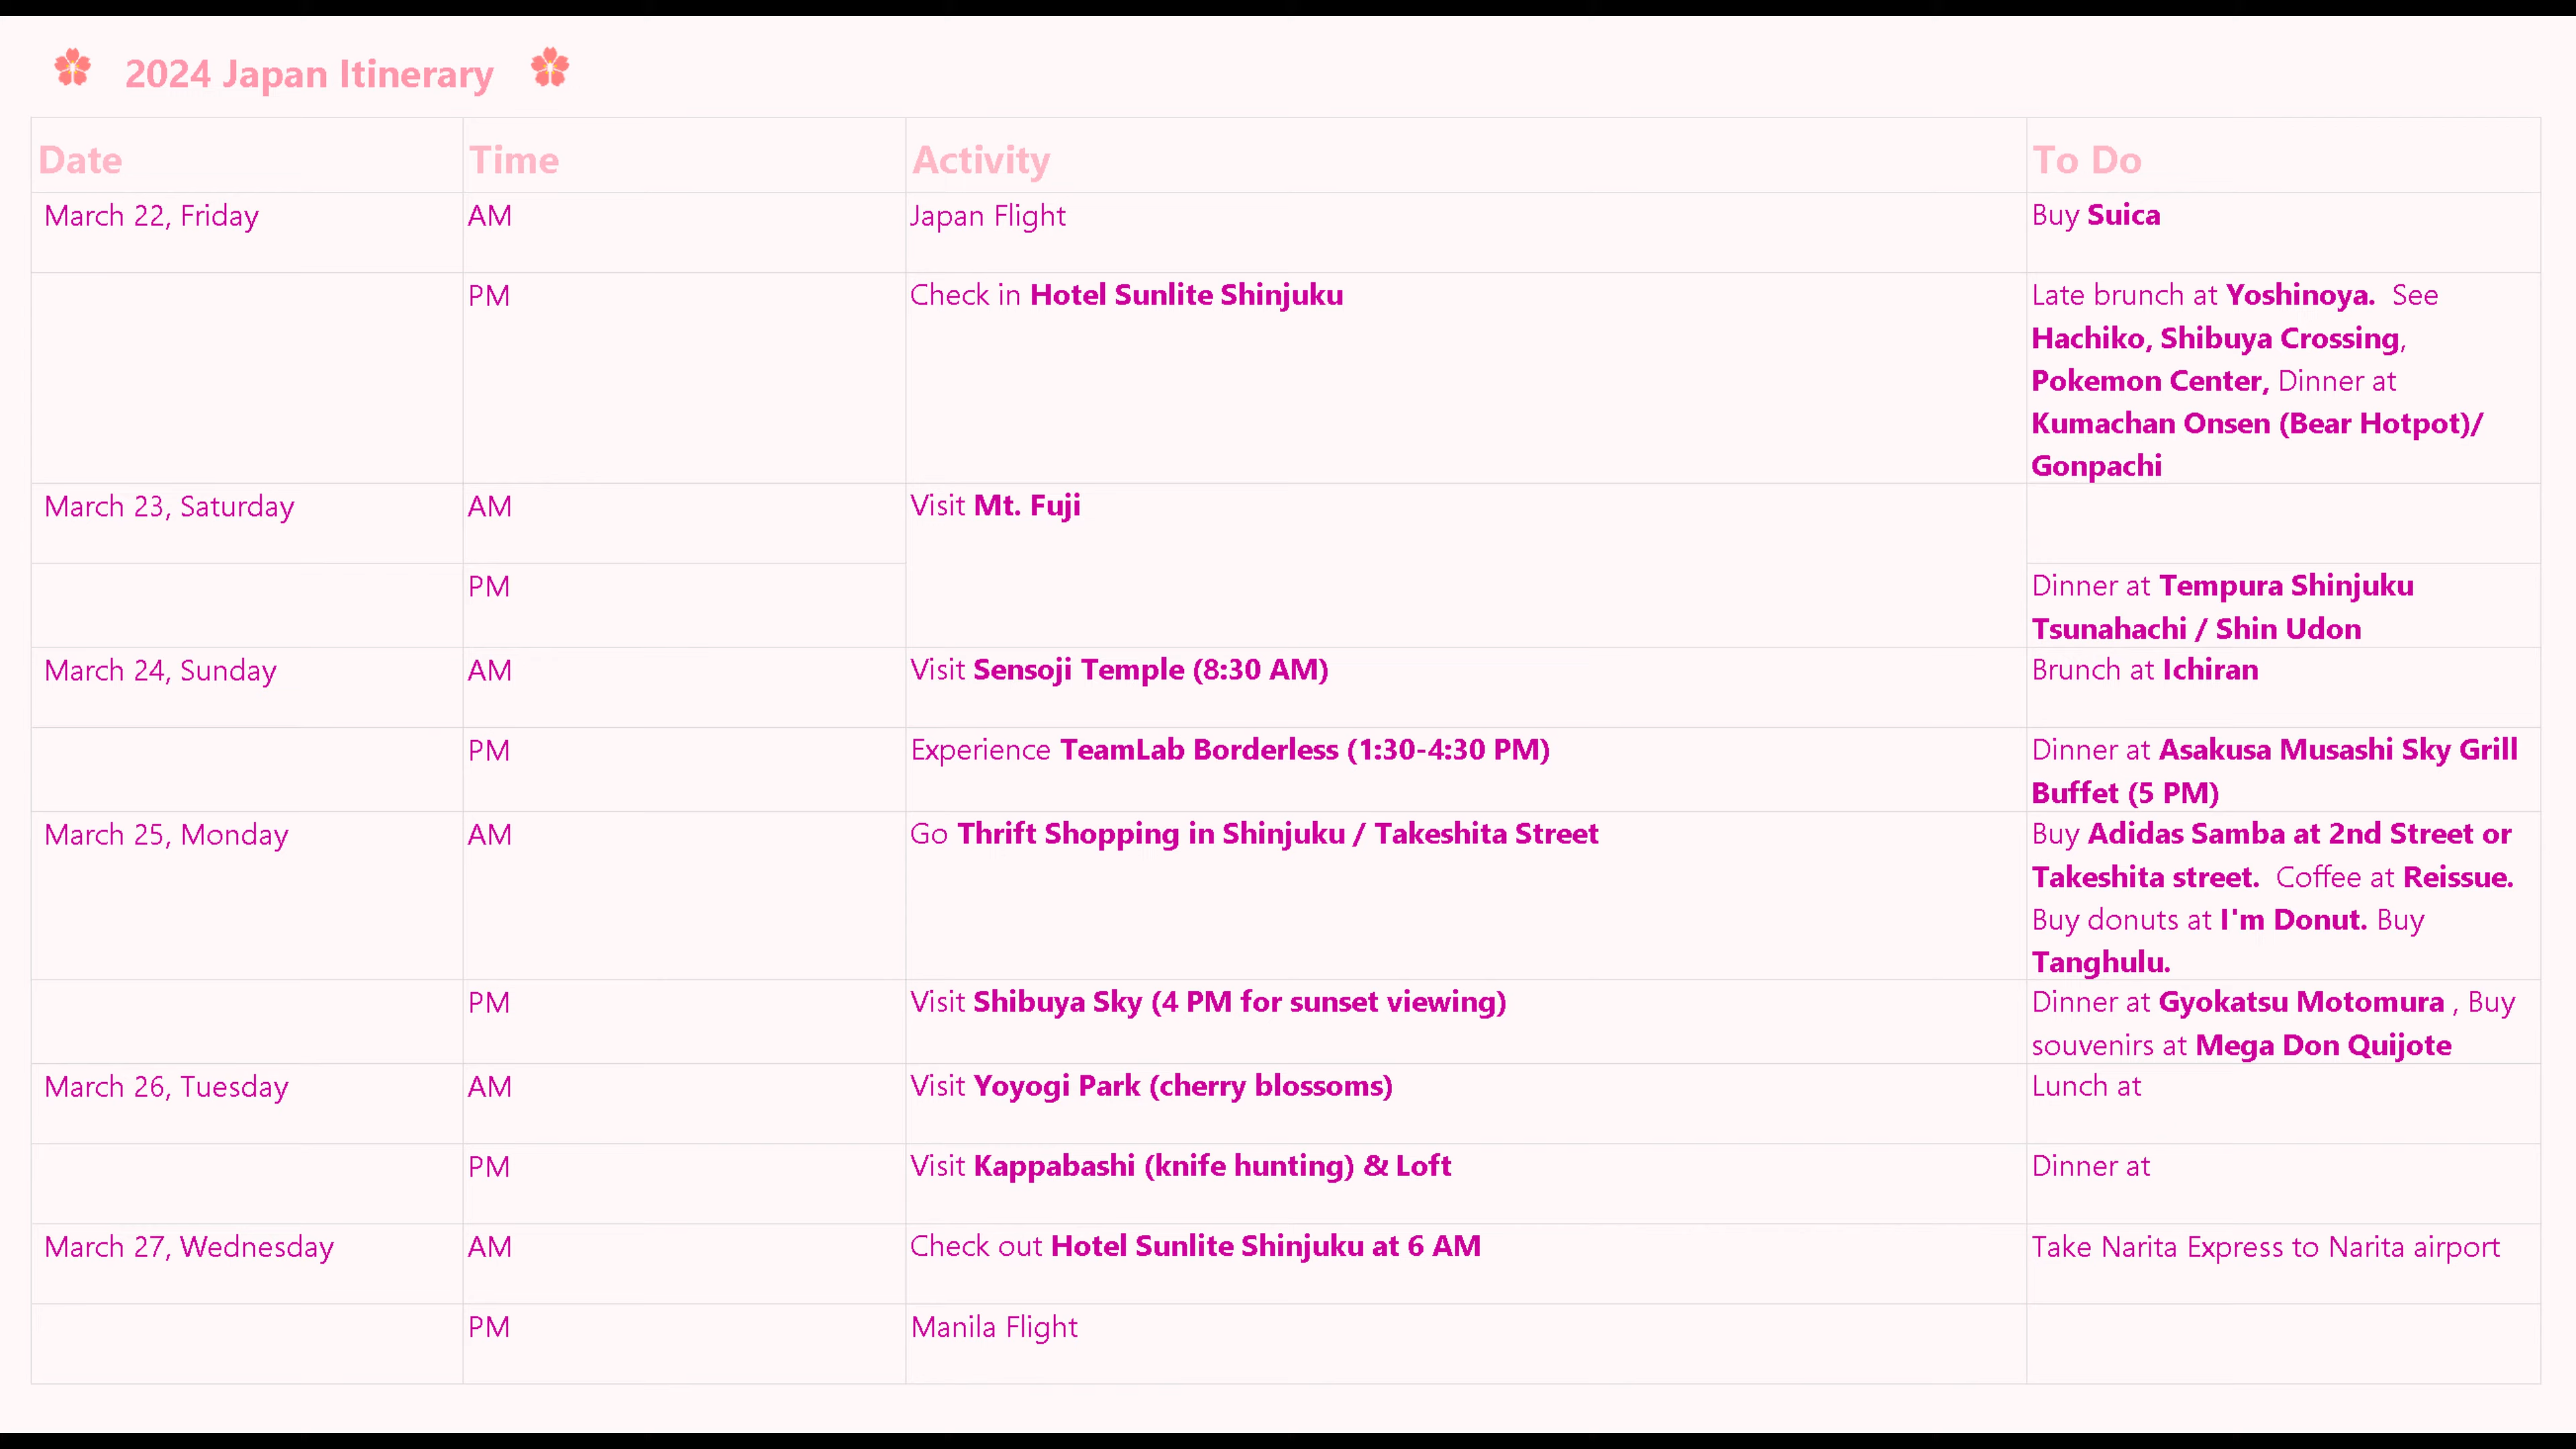 🌸 2024 Japan Itinerary 🌸
Date Time Activity To Do
March 22, Friday AM Japan Flight Buy Suica
PM Check in Hotel Sunlite Shinjuku Late brunch at Yoshinoya. See
Hachiko, Shibuya Crossing,
Pokemon Center, Dinner at
Kumachan Onsen (Bear Hotpot)/
Gonpachi
March 23, Saturday AM Visit Mt. Fuji
PM Dinner at Tempura Shinjuku
Tsunahachi / Shin Udon
March 24, Sunday AM Visit Sensoji Temple (8:30 AM) Brunch at Ichiran
PM Experience TeamLab Borderless (1:30-4:30 PM) Dinner at Asakusa Musashi Sky Grill
Buffet (5 PM)
March 25, Monday AM Go Thrift Shopping in Shinjuku / Takeshita Street Buy Adidas Samba at 2nd Street or
Takeshita street. Coffee at Reissue.
Buy donuts at I'm Donut. Buy
Tanghulu.
PM Visit Shibuya Sky (4 PM for sunset viewing) Dinner at Gyokatsu Motomura , Buy
souvenirs at Mega Don Quijote
March 26, Tuesday AM Visit Yoyogi Park (cherry blossoms) Lunch at
PM Visit Kappabashi (knife hunting) & Loft Dinner at
March 27, Wednesday AM Check out Hotel Sunlite Shinjuku at 6 AM Take Narita Express to Narita airport
PM Manila Flight